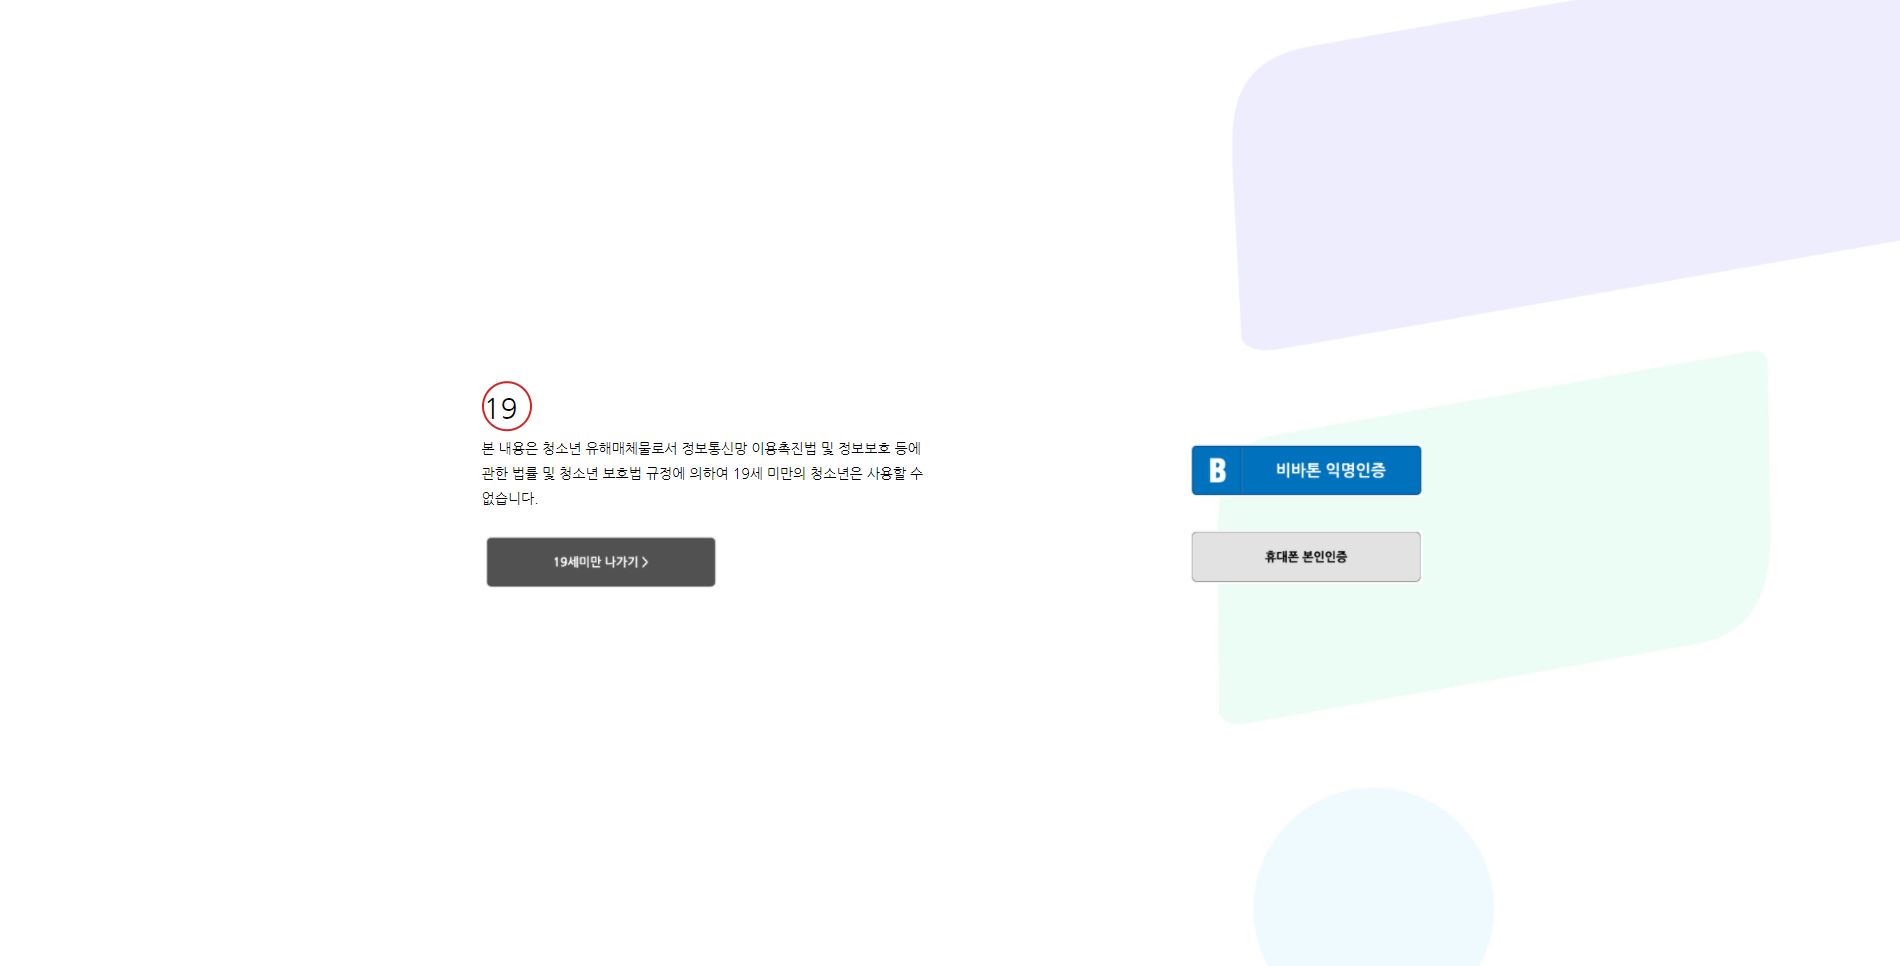 19
본 내용은 청소년 유해매체물로서 정보통신망 이용촉진법 및 정보보호 등에
관한 법률 및 청소년 보호법 규정에 의하여 19세 미만의 청소년은 사용할 수
없습니다.
19세미만 나가기 >
B 비바톤 익명인증
휴대폰 본인인증